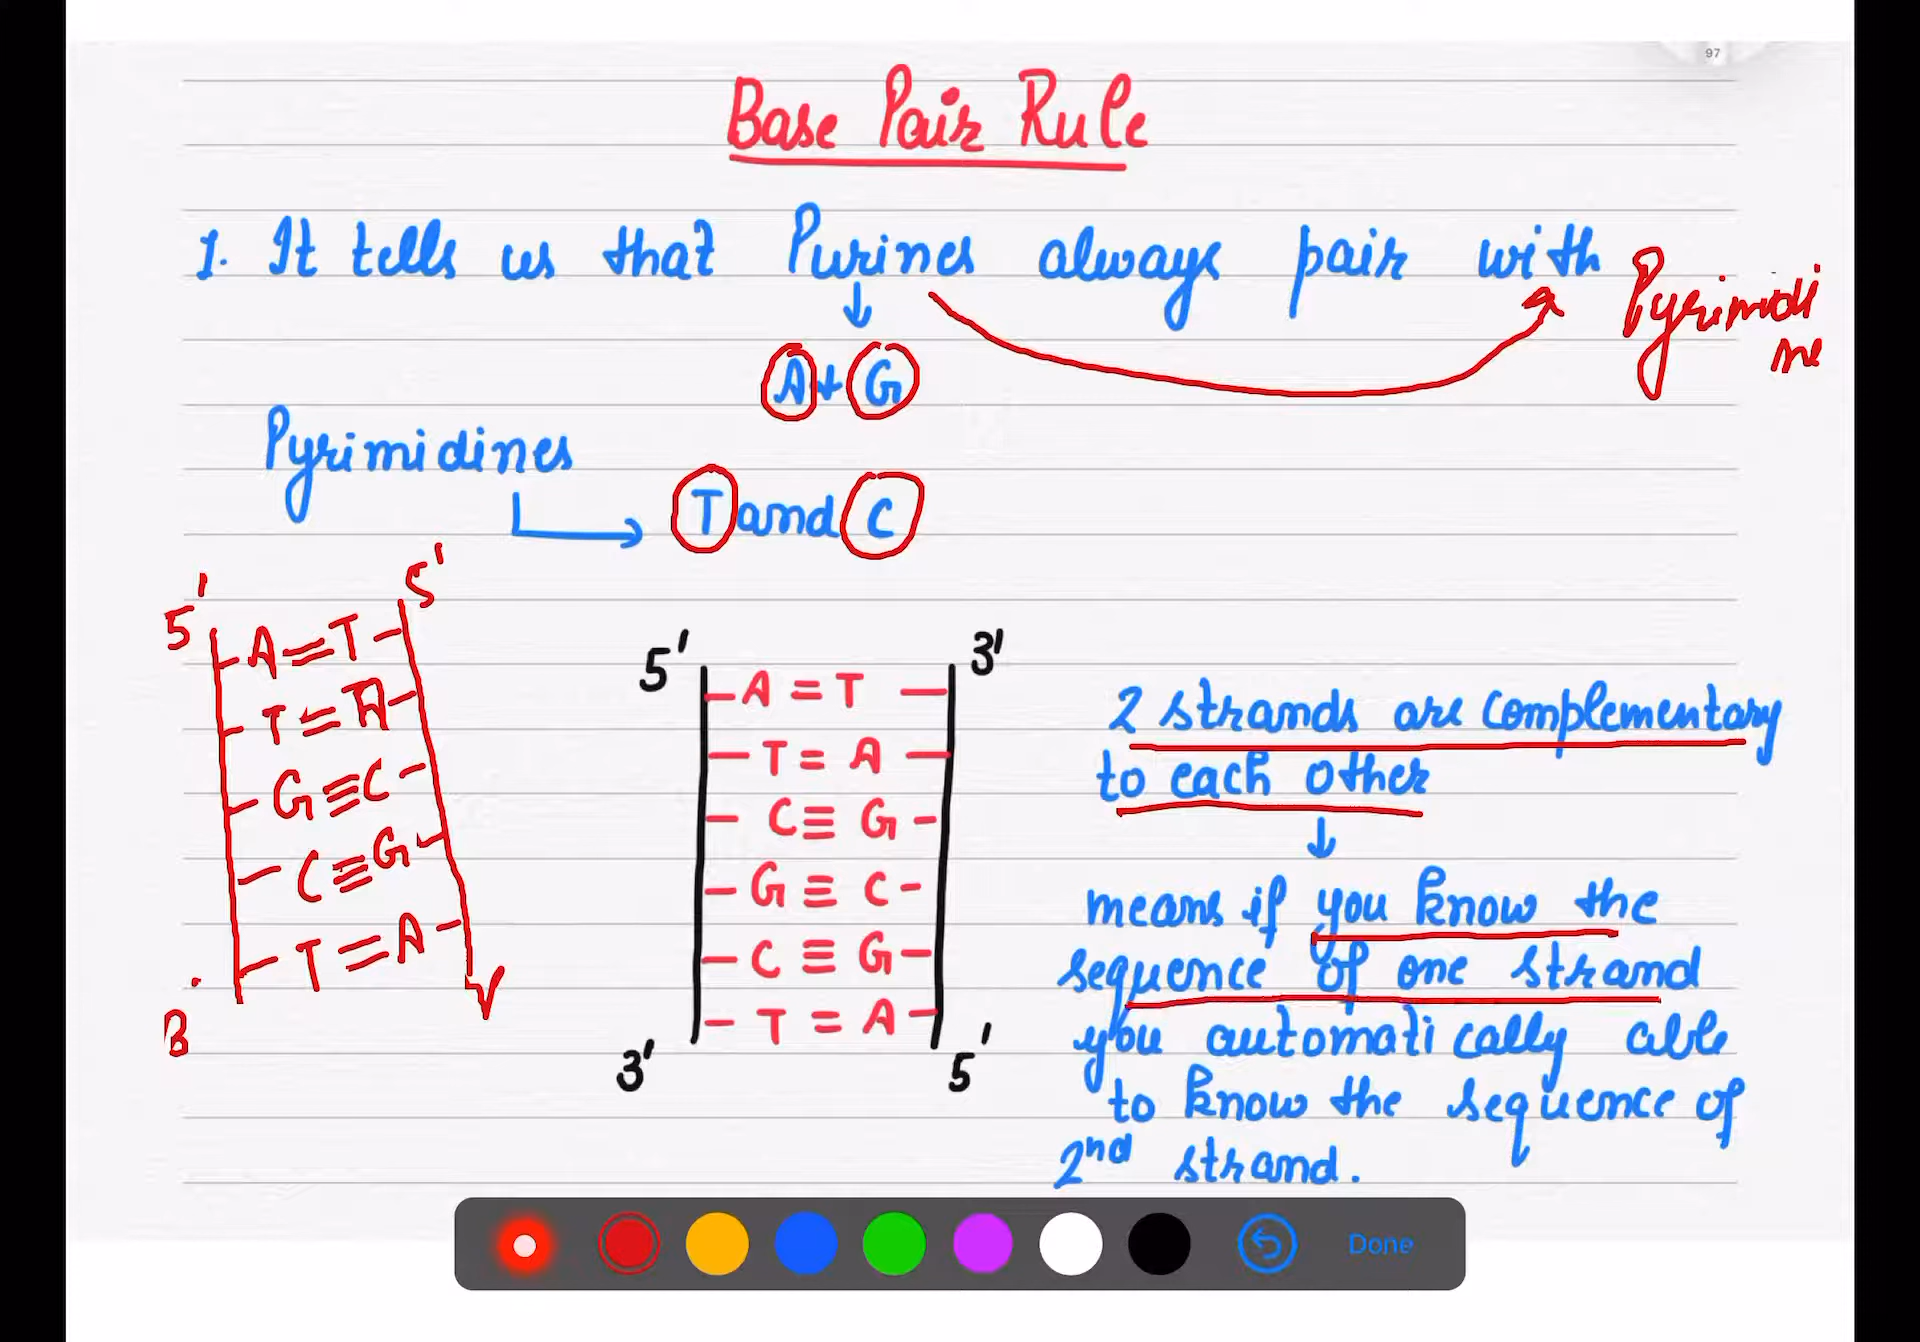 97
Base Pair Rule
1. It tells us that Purines always pair with Pyrimidi
ne
A + G
Pyrimidines
T and C
5' 5'
A≡T
T=A
G≡C
C≡G
T=A
5' 3'
A = T
T = A
C ≡ G
G ≡ C
C ≡ G
T = A
3' 5'
2 strands are complementary
to each other
↓
means if you know the
sequence of one strand
you automatically able
to know the sequence of
2nd strand.
Done